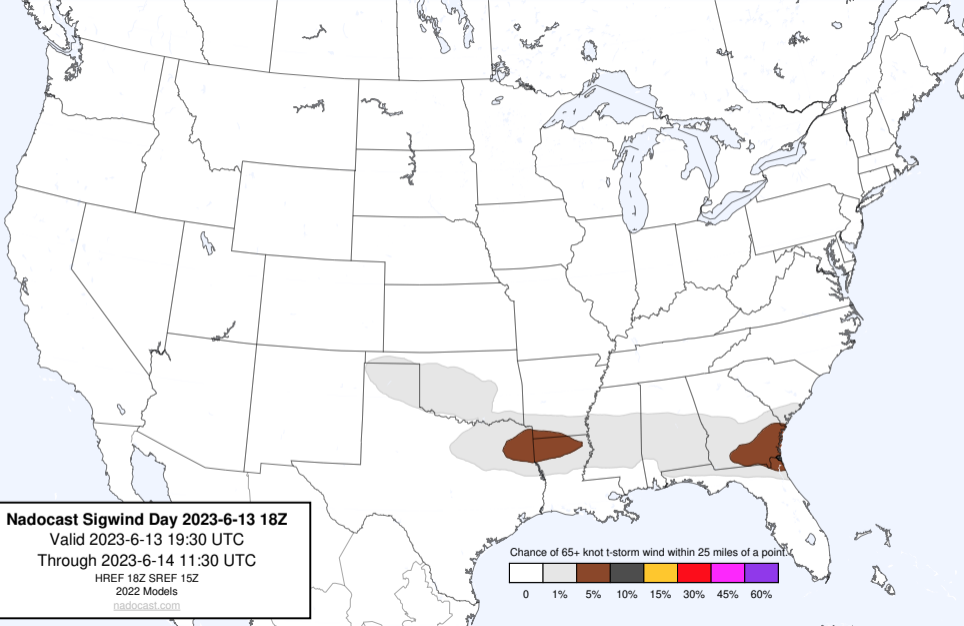 Nadocast Sigwind Day 2023-6-13 18Z
Valid 2023-6-13 19:30 UTC
Through 2023-6-14 11:30 UTC
HREF 18Z SREF 15Z
2022 Models
nadocast.com
Chance of 65+ knot t-storm wind within 25 miles of a point.
0 1% 5% 10% 15% 30% 45% 60%